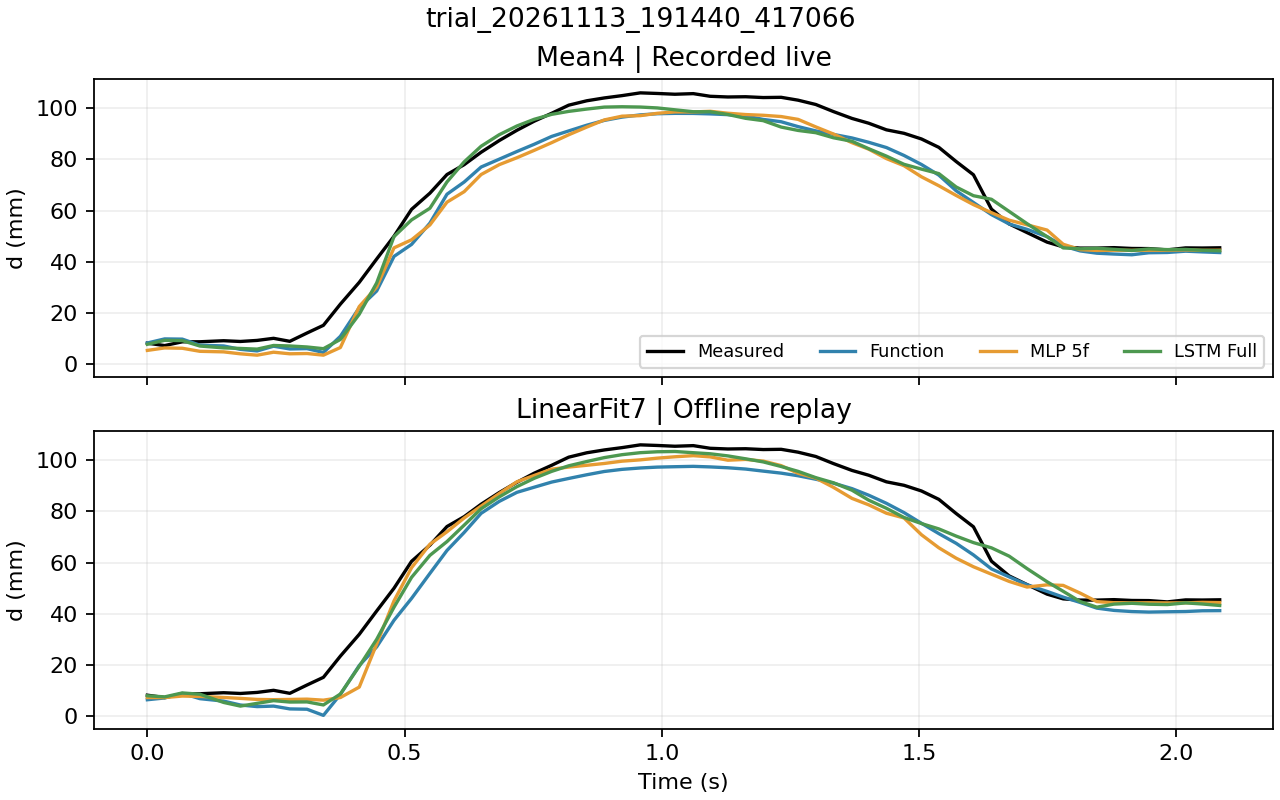 trial_20261113_191440_417066
Mean4 | Recorded live
d (mm)
100
80
60
40
20
0
Measured Function MLP 5f LSTM Full
LinearFit7 | Offline replay
d (mm)
100
80
60
40
20
0
0.0 0.5 1.0 1.5 2.0
Time (s)